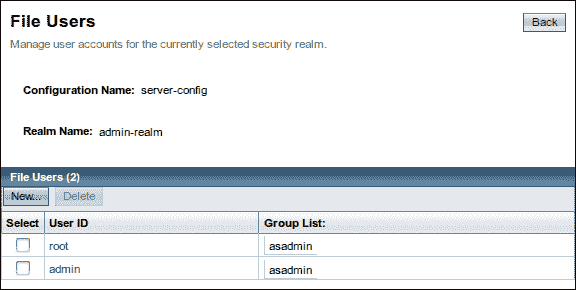 File Users
Back
Manage user accounts for the currently selected security realm.
Configuration Name: server-config
Realm Name: admin-realm
File Users (2)
New... Delete
Select User ID Group List:
root asadmin
admin asadmin